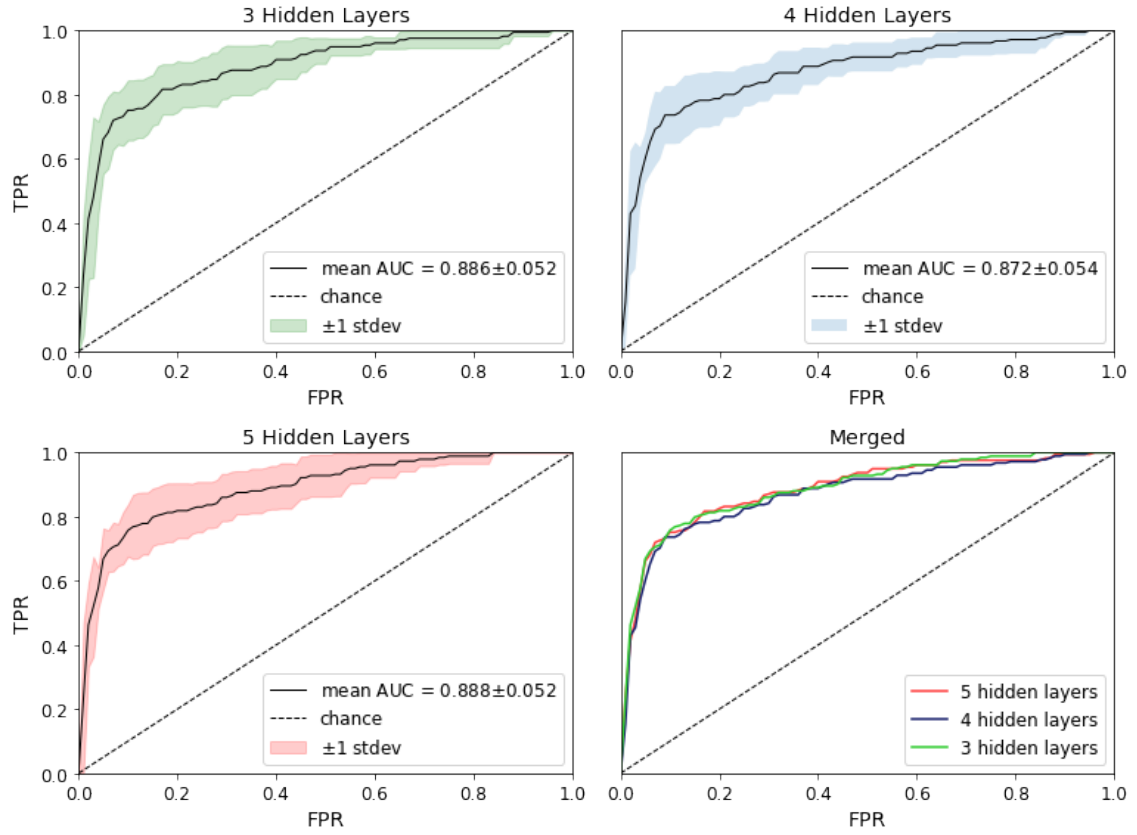 3 Hidden Layers
1.0
0.8
0.6
0.4
0.2
0.0
TPR
mean AUC = 0.886±0.052
chance
±1 stdev
0.0 0.2 0.4 0.6 0.8 1.0
FPR
4 Hidden Layers
mean AUC = 0.872±0.054
chance
±1 stdev
0.0 0.2 0.4 0.6 0.8 1.0
FPR
5 Hidden Layers
1.0
0.8
0.6
0.4
0.2
0.0
TPR
mean AUC = 0.888±0.052
chance
±1 stdev
0.0 0.2 0.4 0.6 0.8 1.0
FPR
Merged
5 hidden layers
4 hidden layers
3 hidden layers
0.0 0.2 0.4 0.6 0.8 1.0
FPR